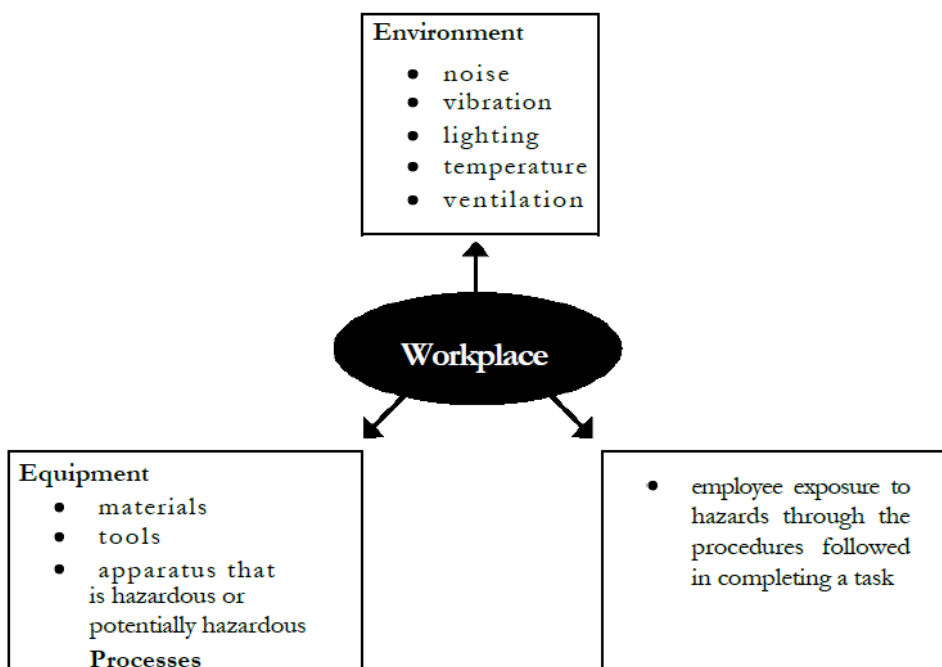 Environment
• noise
• vibration
• lighting
• temperature
• ventilation
Workplace
Equipment
• materials
• tools
• apparatus that
is hazardous or
potentially hazardous
Processes
• employee exposure to
hazards through the
procedures followed
in completing a task